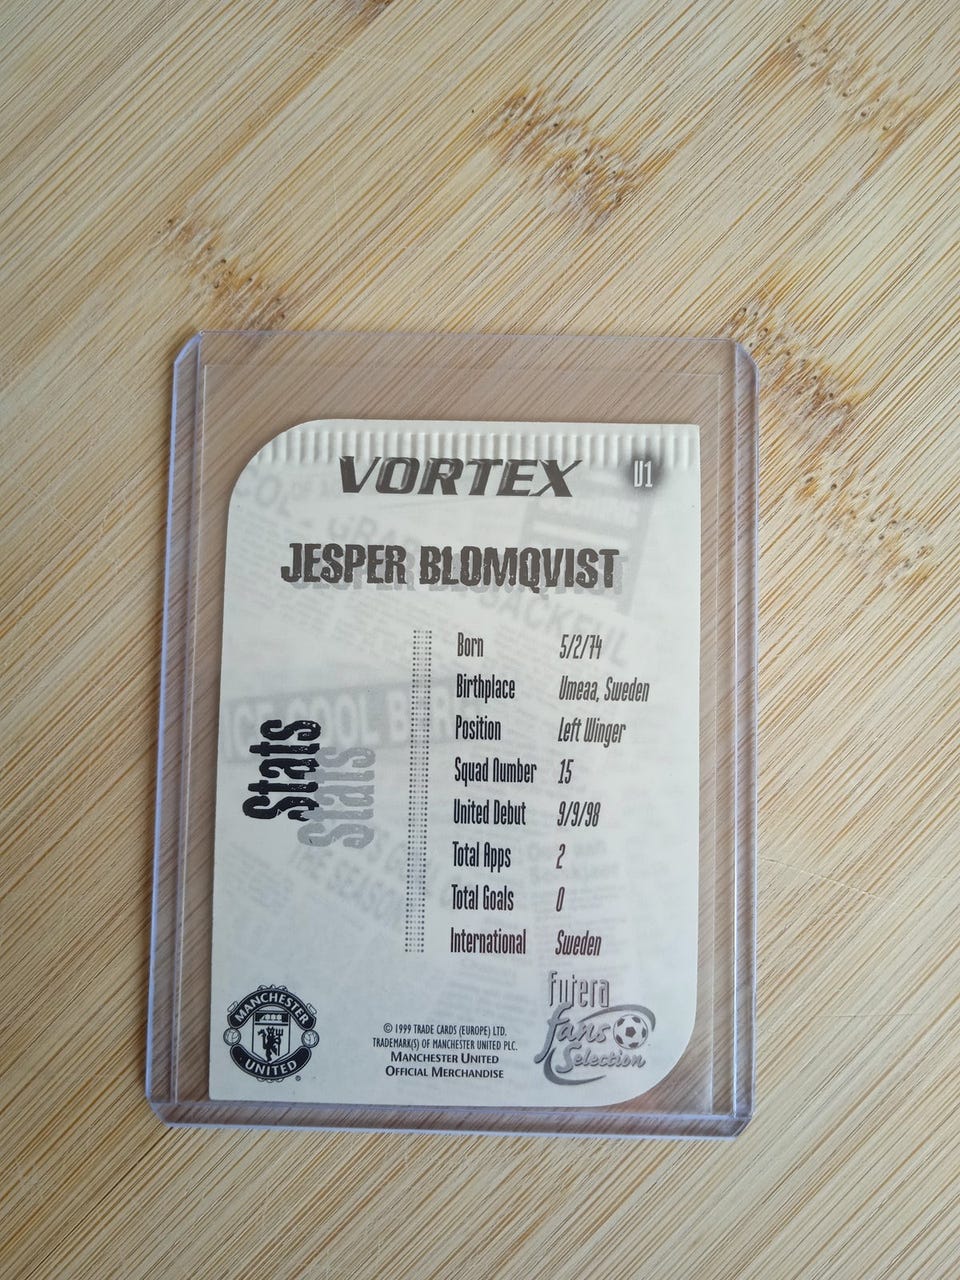 VORTEX
V1
JESPER BLOMQVIST
Stats
Born 5/2/74
Birthplace Umeaa, Sweden
Position Left Winger
Squad Number 15
United Debut 9/9/98
Total Apps 2
Total Goals 0
International Sweden
MANCHESTER
UNITED
© 1999 TRADE CARDS (EUROPE) LTD.
TRADEMARK(S) OF MANCHESTER UNITED PLC.
MANCHESTER UNITED
OFFICIAL MERCHANDISE
futera
fans
Selection